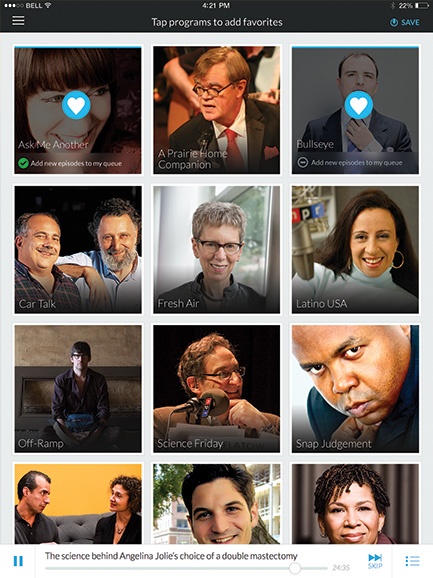 BELL 4:21 PM 22%
Tap programs to add favorites
SAVE
Ask Me Another
Add new episodes to my queue
A Prairie Home
Companion
Bullseye
Add new episodes to my queue
Car Talk
Fresh Air
npr
Latino USA
Off-Ramp
Science Friday
Snap Judgement
The science behind Angelina Jolie's choice of a double mastectomy
24:35
SKIP